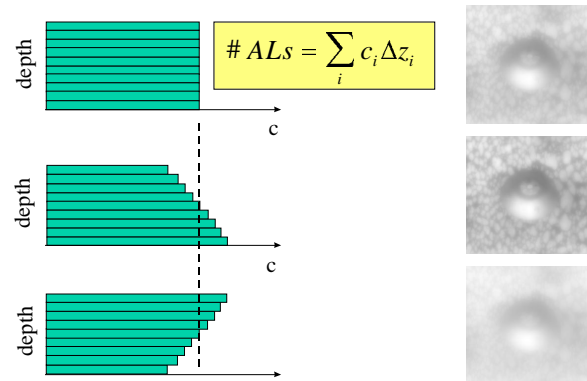 depth
# ALs = ∑ c_i Δz_i
i
c
depth
c
depth